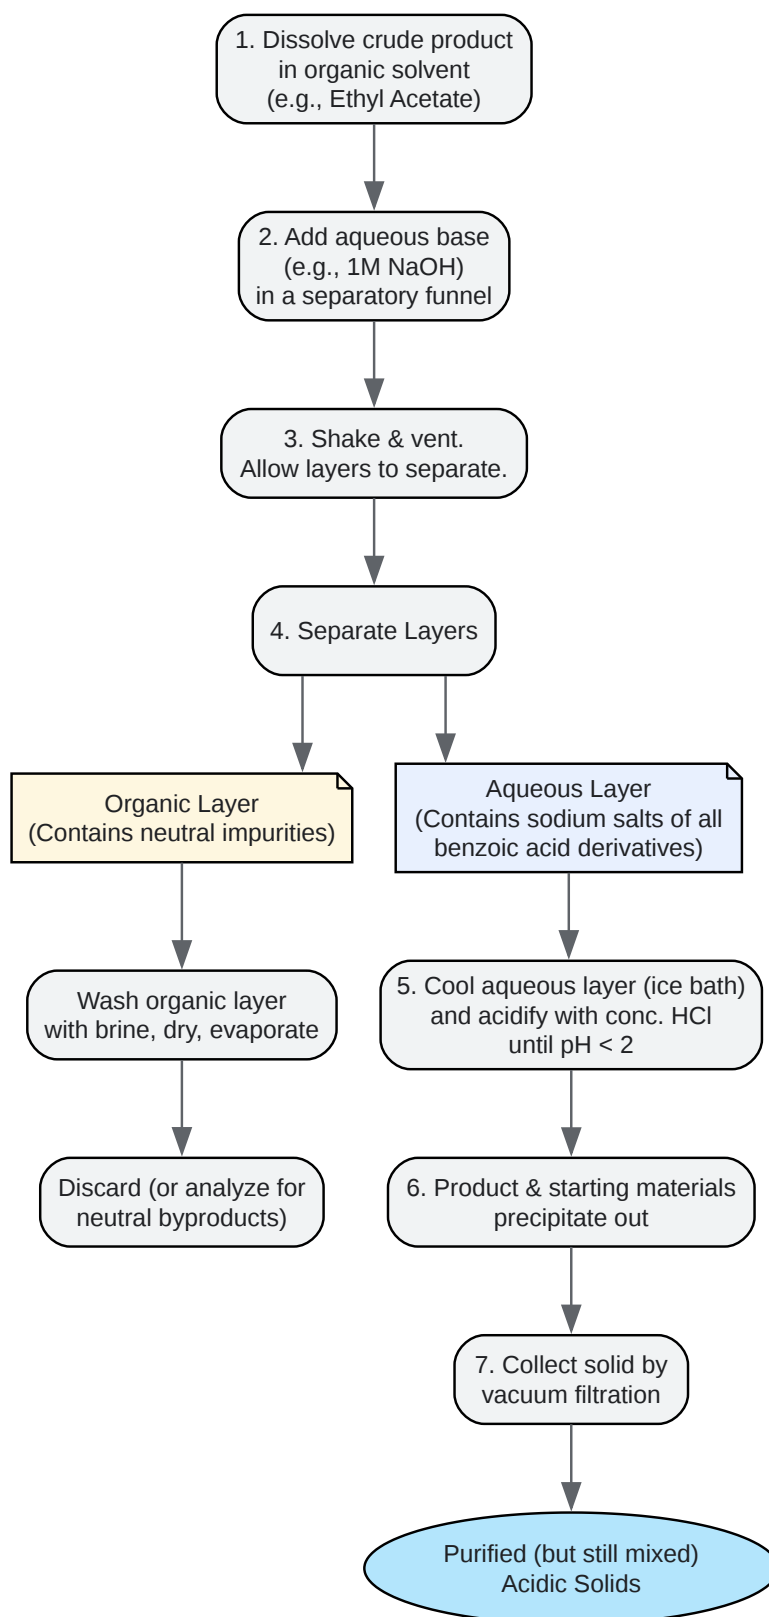 1. Dissolve crude product
in organic solvent
(e.g., Ethyl Acetate)
2. Add aqueous base
(e.g., 1M NaOH)
in a separatory funnel
3. Shake & vent.
Allow layers to separate.
4. Separate Layers
Organic Layer
(Contains neutral impurities)
Aqueous Layer
(Contains sodium salts of all
benzoic acid derivatives)
Wash organic layer
with brine, dry, evaporate
5. Cool aqueous layer (ice bath)
and acidify with conc. HCl
until pH < 2
Discard (or analyze for
neutral byproducts)
6. Product & starting materials
precipitate out
7. Collect solid by
vacuum filtration
Purified (but still mixed)
Acidic Solids